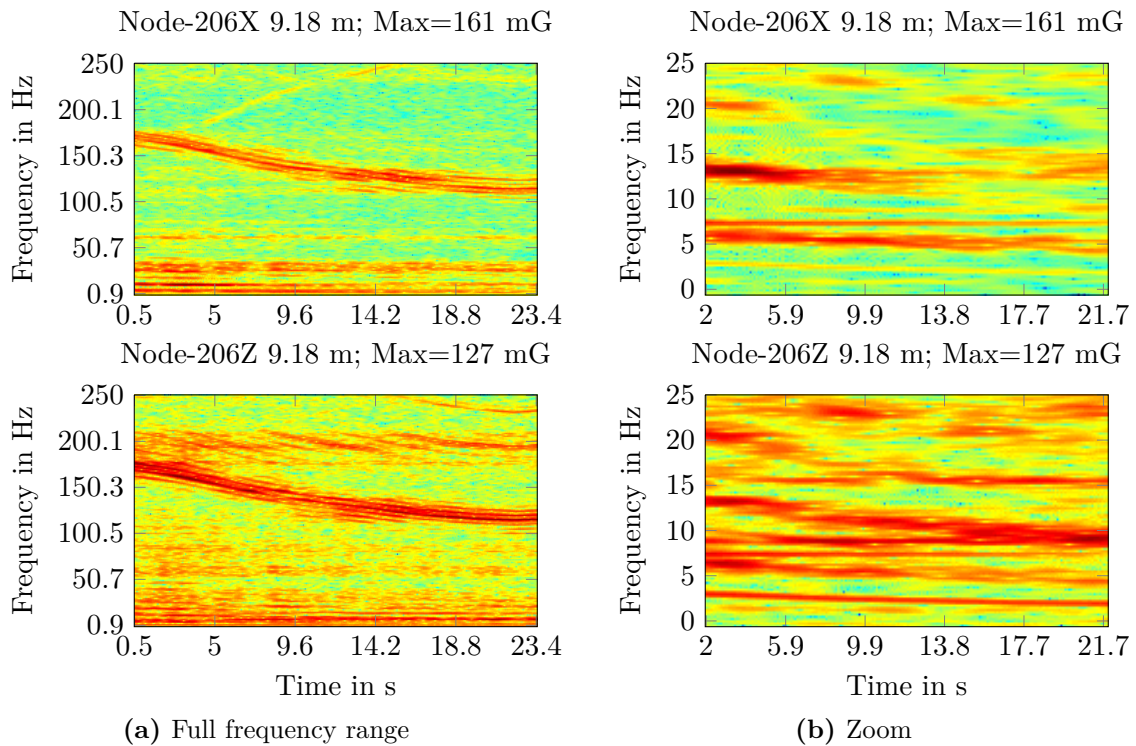 Node-206X 9.18 m; Max=161 mG
Frequency in Hz
250
200.1
150.3
100.5
50.7
0.9
0.5 5 9.6 14.2 18.8 23.4
Node-206X 9.18 m; Max=161 mG
Frequency in Hz
25
20
15
10
5
0
2 5.9 9.9 13.8 17.7 21.7
Node-206Z 9.18 m; Max=127 mG
Frequency in Hz
250
200.1
150.3
100.5
50.7
0.9
0.5 5 9.6 14.2 18.8 23.4
Time in s
(a) Full frequency range
Node-206Z 9.18 m; Max=127 mG
Frequency in Hz
25
20
15
10
5
0
2 5.9 9.9 13.8 17.7 21.7
Time in s
(b) Zoom